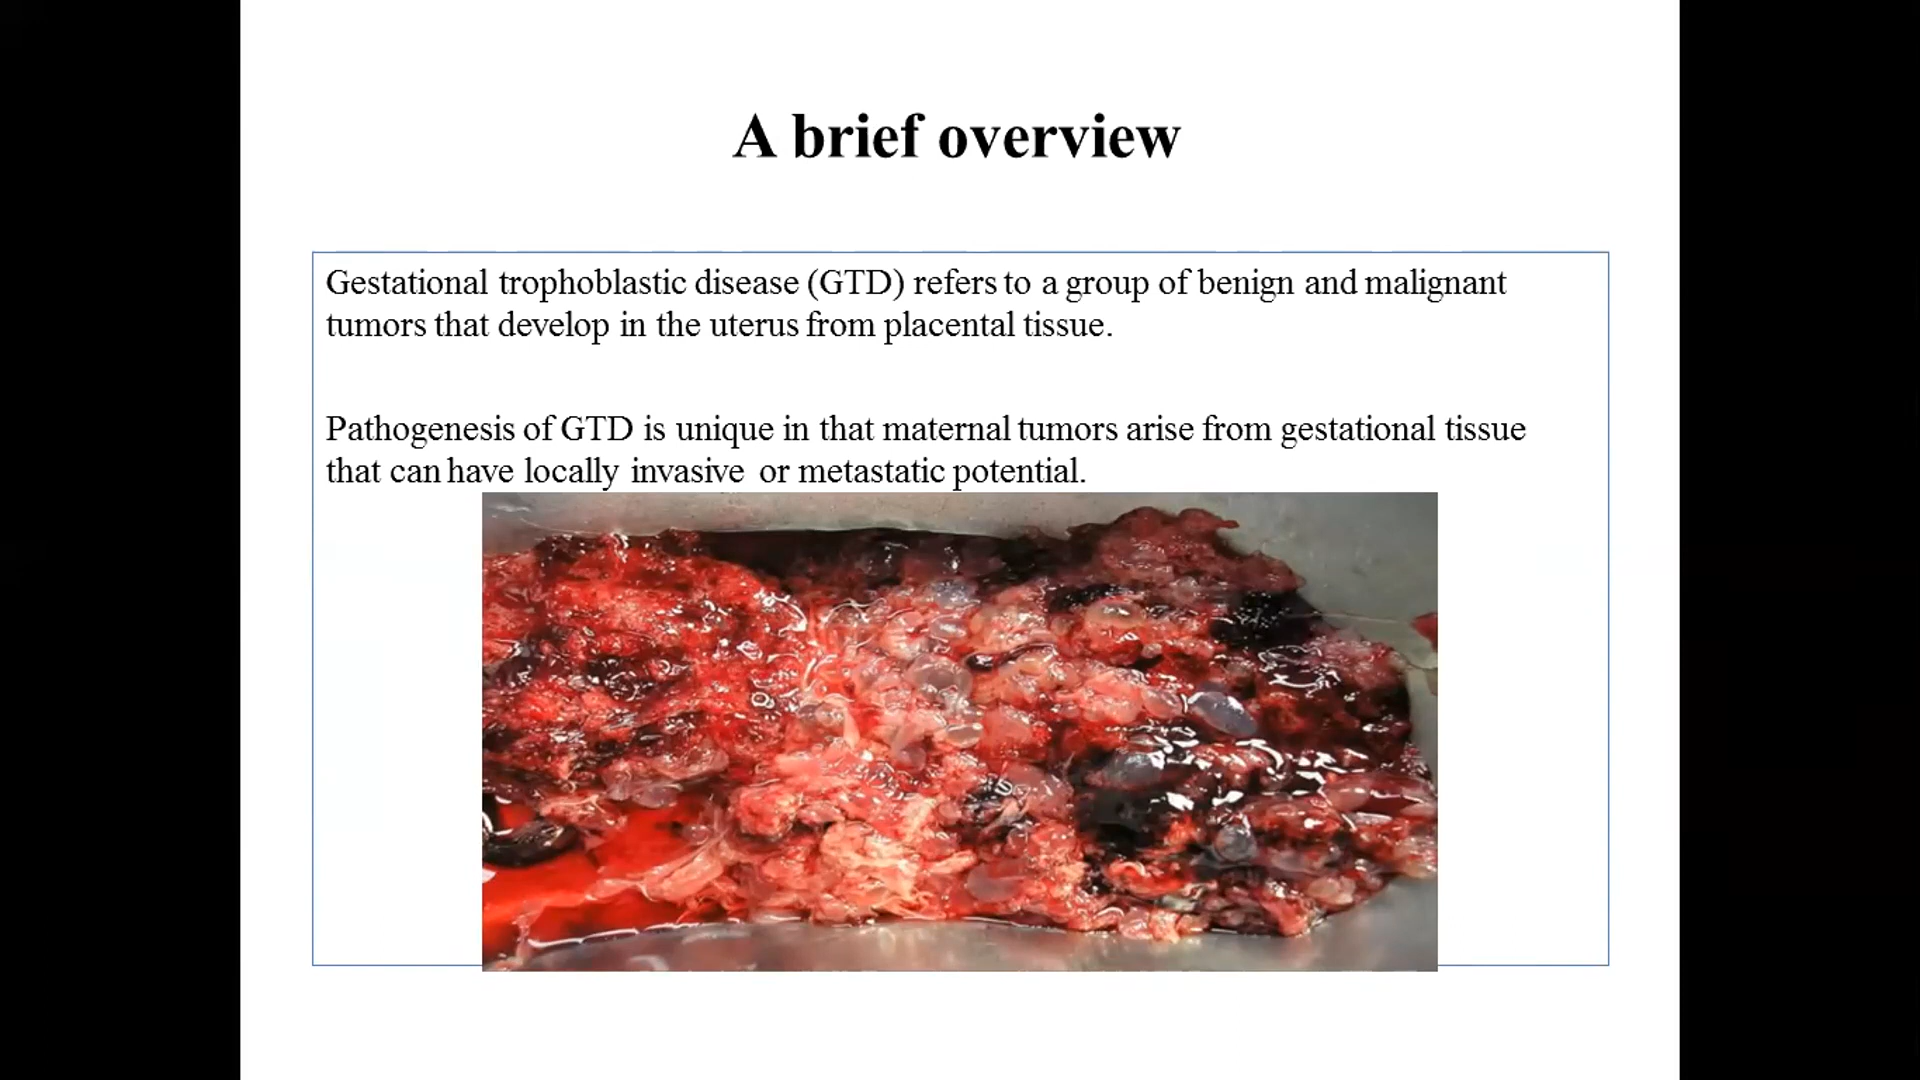 A brief overview
Gestational trophoblastic disease (GTD) refers to a group of benign and malignant
tumors that develop in the uterus from placental tissue.
Pathogenesis of GTD is unique in that maternal tumors arise from gestational tissue
that can have locally invasive or metastatic potential.